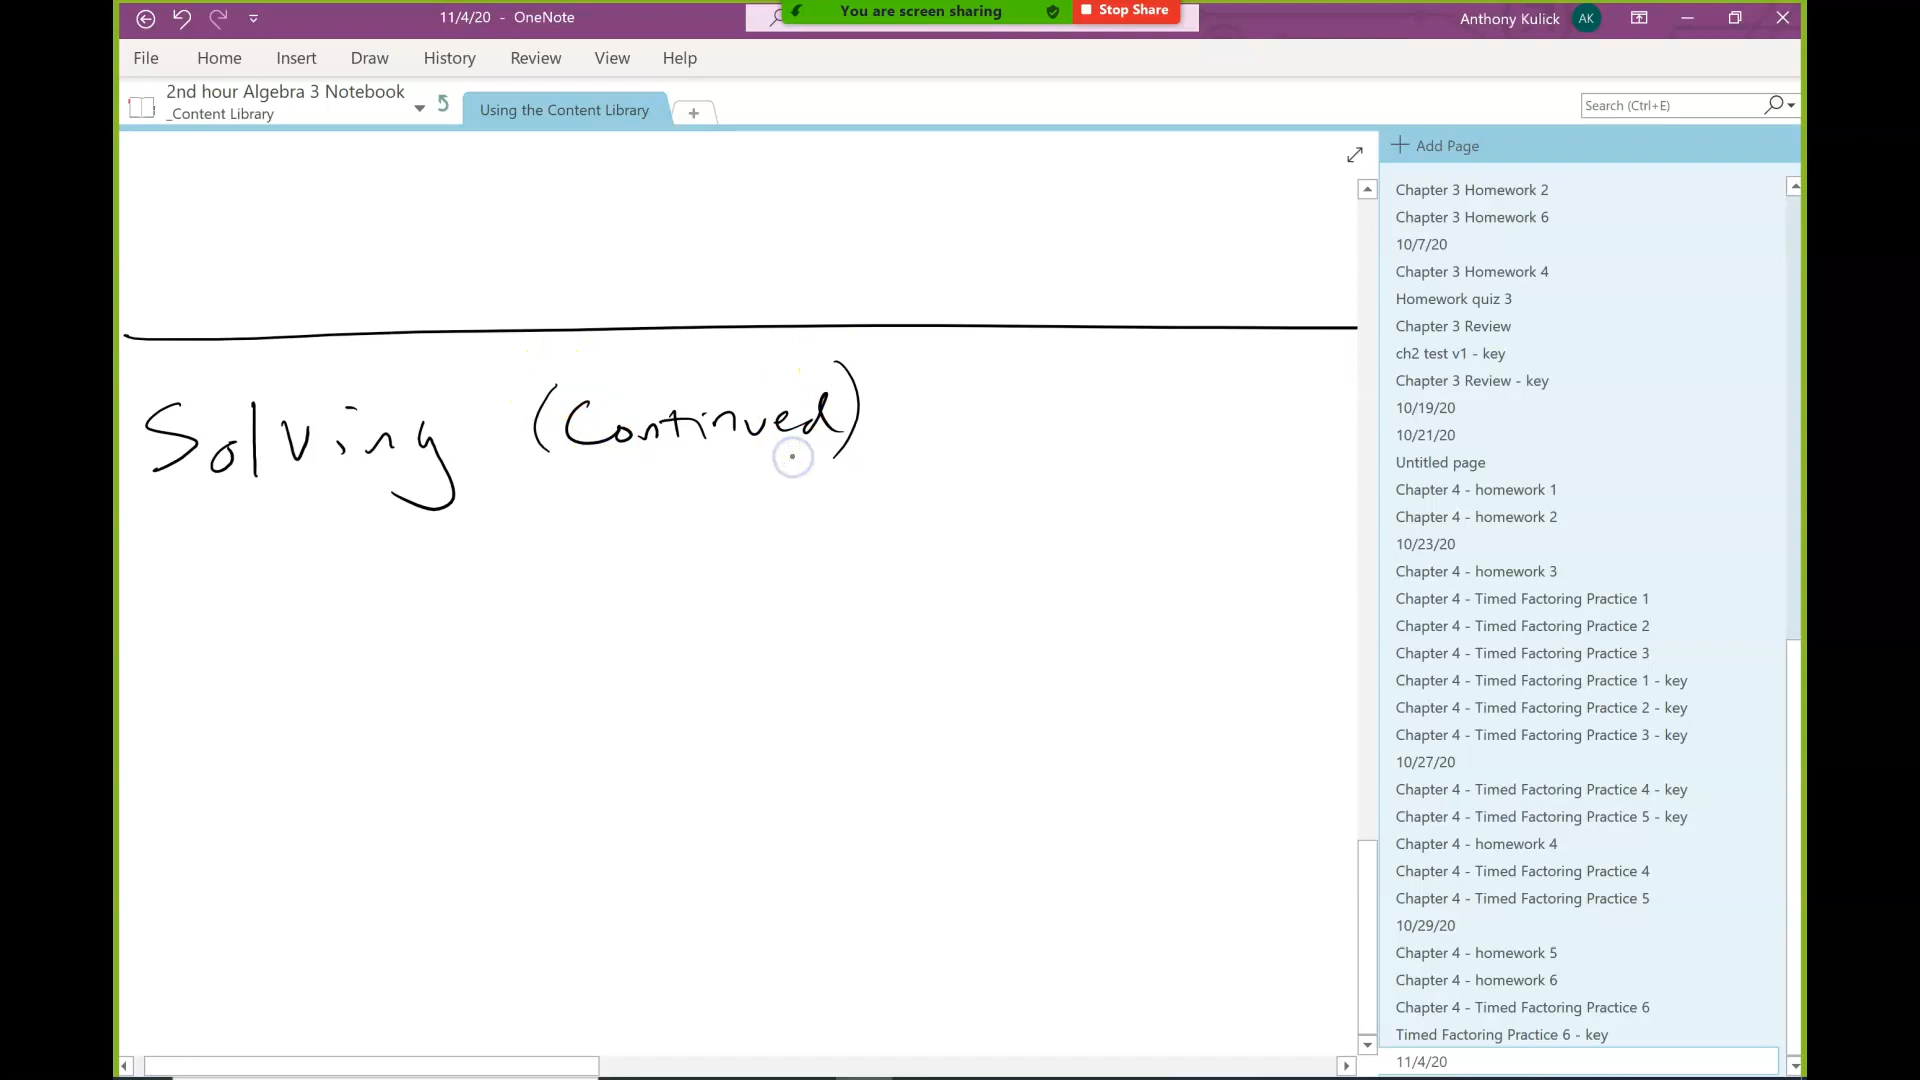 11/4/20 - OneNote
You are screen sharing
Stop Share
Anthony Kulick
AK
File Home Insert Draw History Review View Help
2nd hour Algebra 3 Notebook
_Content Library
Using the Content Library
+
Search (Ctrl+E)
Add Page
Solving (Continued)
Chapter 3 Homework 2
Chapter 3 Homework 6
10/7/20
Chapter 3 Homework 4
Homework quiz 3
Chapter 3 Review
ch2 test v1 - key
Chapter 3 Review - key
10/19/20
10/21/20
Untitled page
Chapter 4 - homework 1
Chapter 4 - homework 2
10/23/20
Chapter 4 - homework 3
Chapter 4 - Timed Factoring Practice 1
Chapter 4 - Timed Factoring Practice 2
Chapter 4 - Timed Factoring Practice 3
Chapter 4 - Timed Factoring Practice 1 - key
Chapter 4 - Timed Factoring Practice 2 - key
Chapter 4 - Timed Factoring Practice 3 - key
10/27/20
Chapter 4 - Timed Factoring Practice 4 - key
Chapter 4 - Timed Factoring Practice 5 - key
Chapter 4 - homework 4
Chapter 4 - Timed Factoring Practice 4
Chapter 4 - Timed Factoring Practice 5
10/29/20
Chapter 4 - homework 5
Chapter 4 - homework 6
Chapter 4 - Timed Factoring Practice 6
Timed Factoring Practice 6 - key
11/4/20